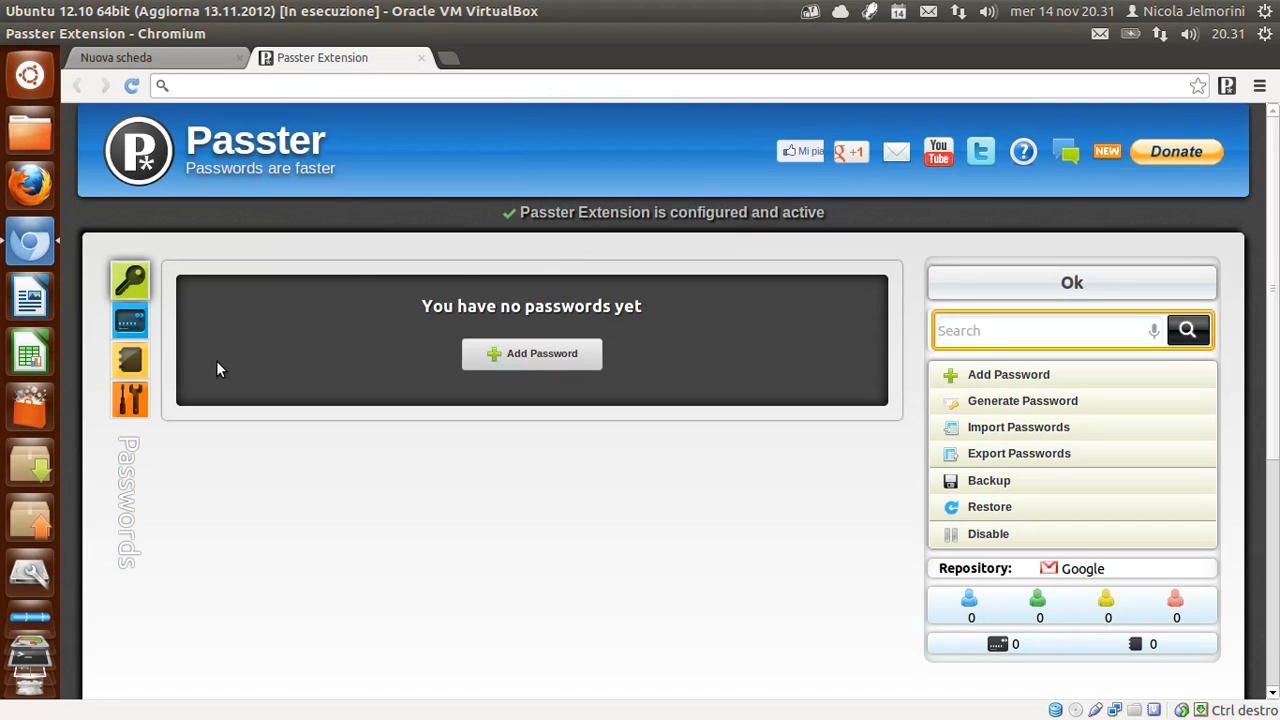 Ubuntu 12.10 64bit (Aggiorna 13.11.2012) [In esecuzione] - Oracle VM VirtualBox
14
mer 14 nov 20.31
Nicola Jelmorini
Passter Extension - Chromium
20.31
Nuova scheda
Passter Extension
Passter
Passwords are faster
Mi pia
+1
You Tube
NEW
Donate
Passter Extension is configured and active
You have no passwords yet
Add Password
Passwords
Ok
Search
Add Password
Generate Password
Import Passwords
Export Passwords
Backup
Restore
Disable
Repository: Google
0 0 0 0
0 0
Ctrl destro